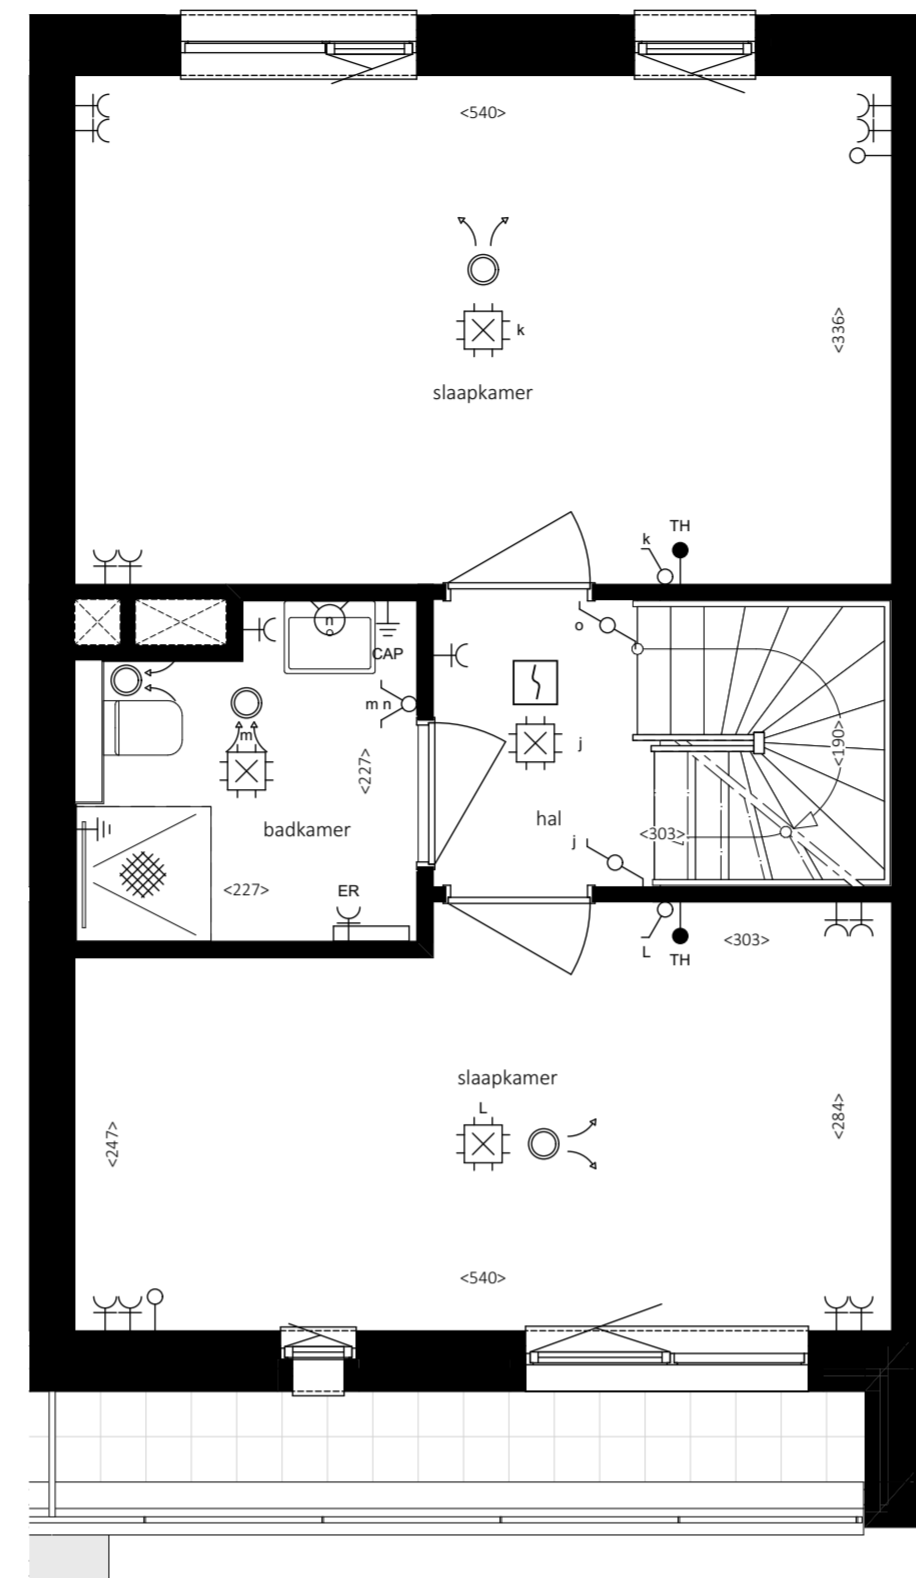 <540>
<336>
k
slaapkamer
TH
k
n
o
o
CAP
m n
m
j
<190>
<227>
badkamer
hal
<303>
j
<227>
ER
L
TH
<303>
slaapkamer
L
<247>
<284>
<540>